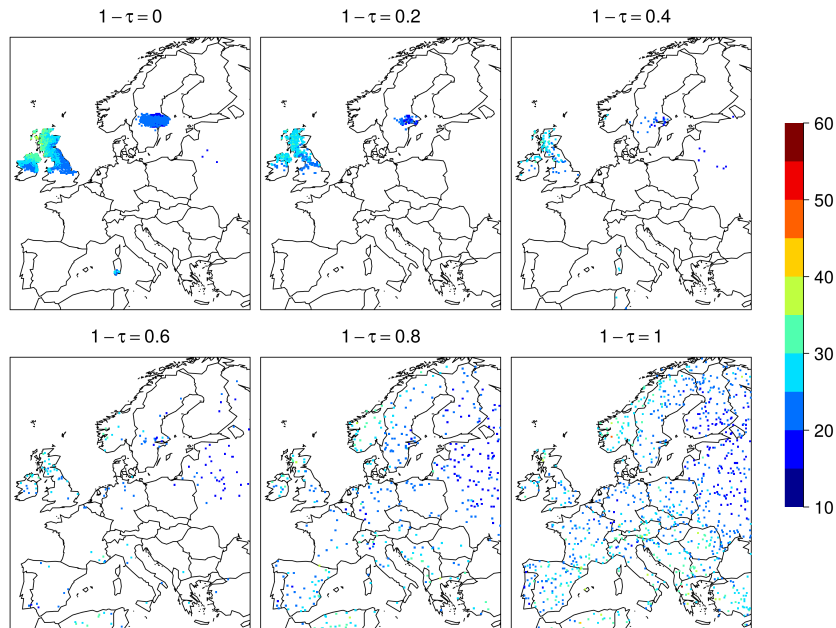 1 − τ = 0
1 − τ = 0.2
1 − τ = 0.4
60
50
40
30
20
10
1 − τ = 0.6
1 − τ = 0.8
1 − τ = 1